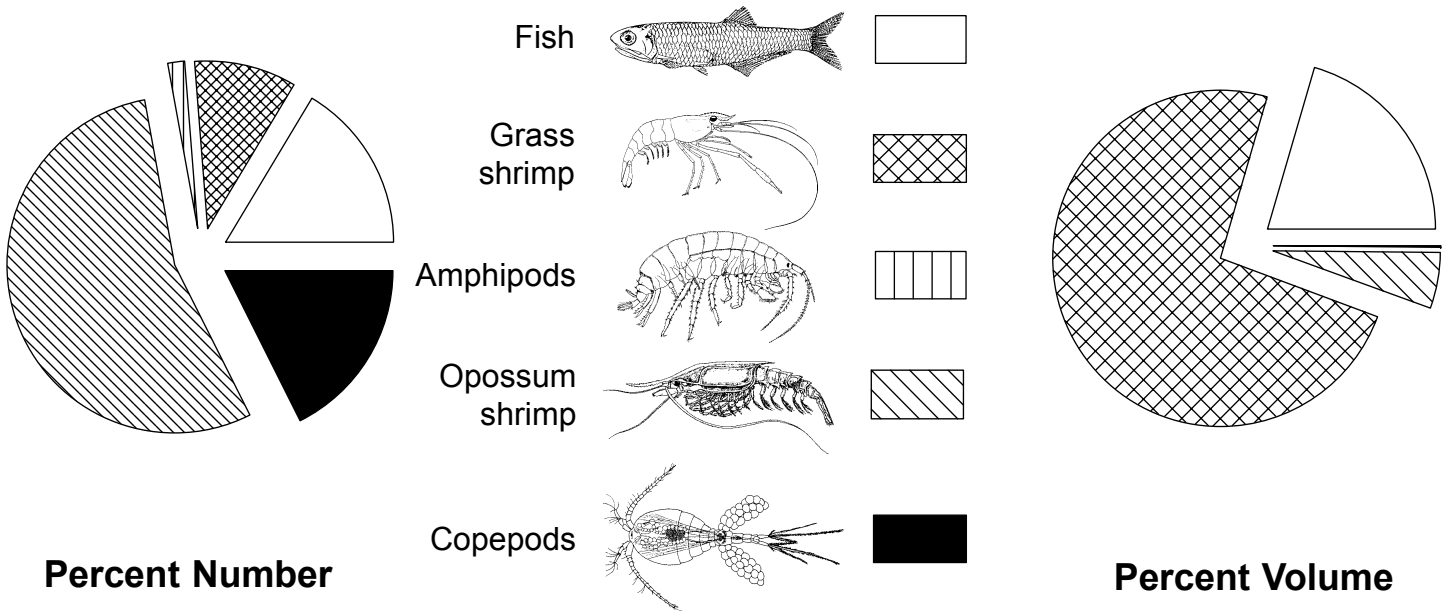 Fish
Grass
shrimp
Amphipods
Opossum
shrimp
Copepods
Percent Number
Percent Volume